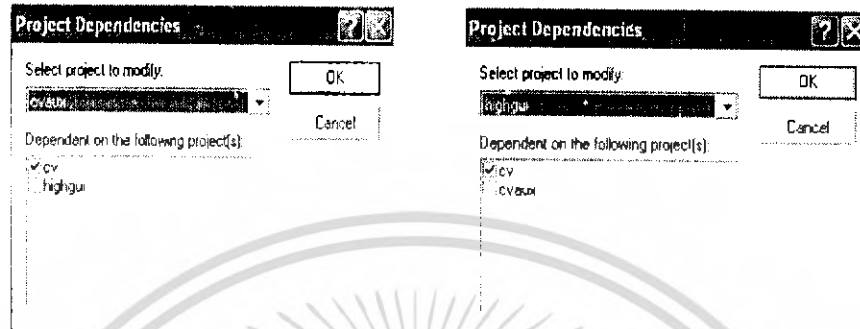 Project Dependencies
Select project to modify:
cvaux
OK
Cancel
Dependent on the following project(s):
cv
highgui
Project Dependencies
Select project to modify:
highgui
OK
Cancel
Dependent on the following project(s):
cv
cvaux